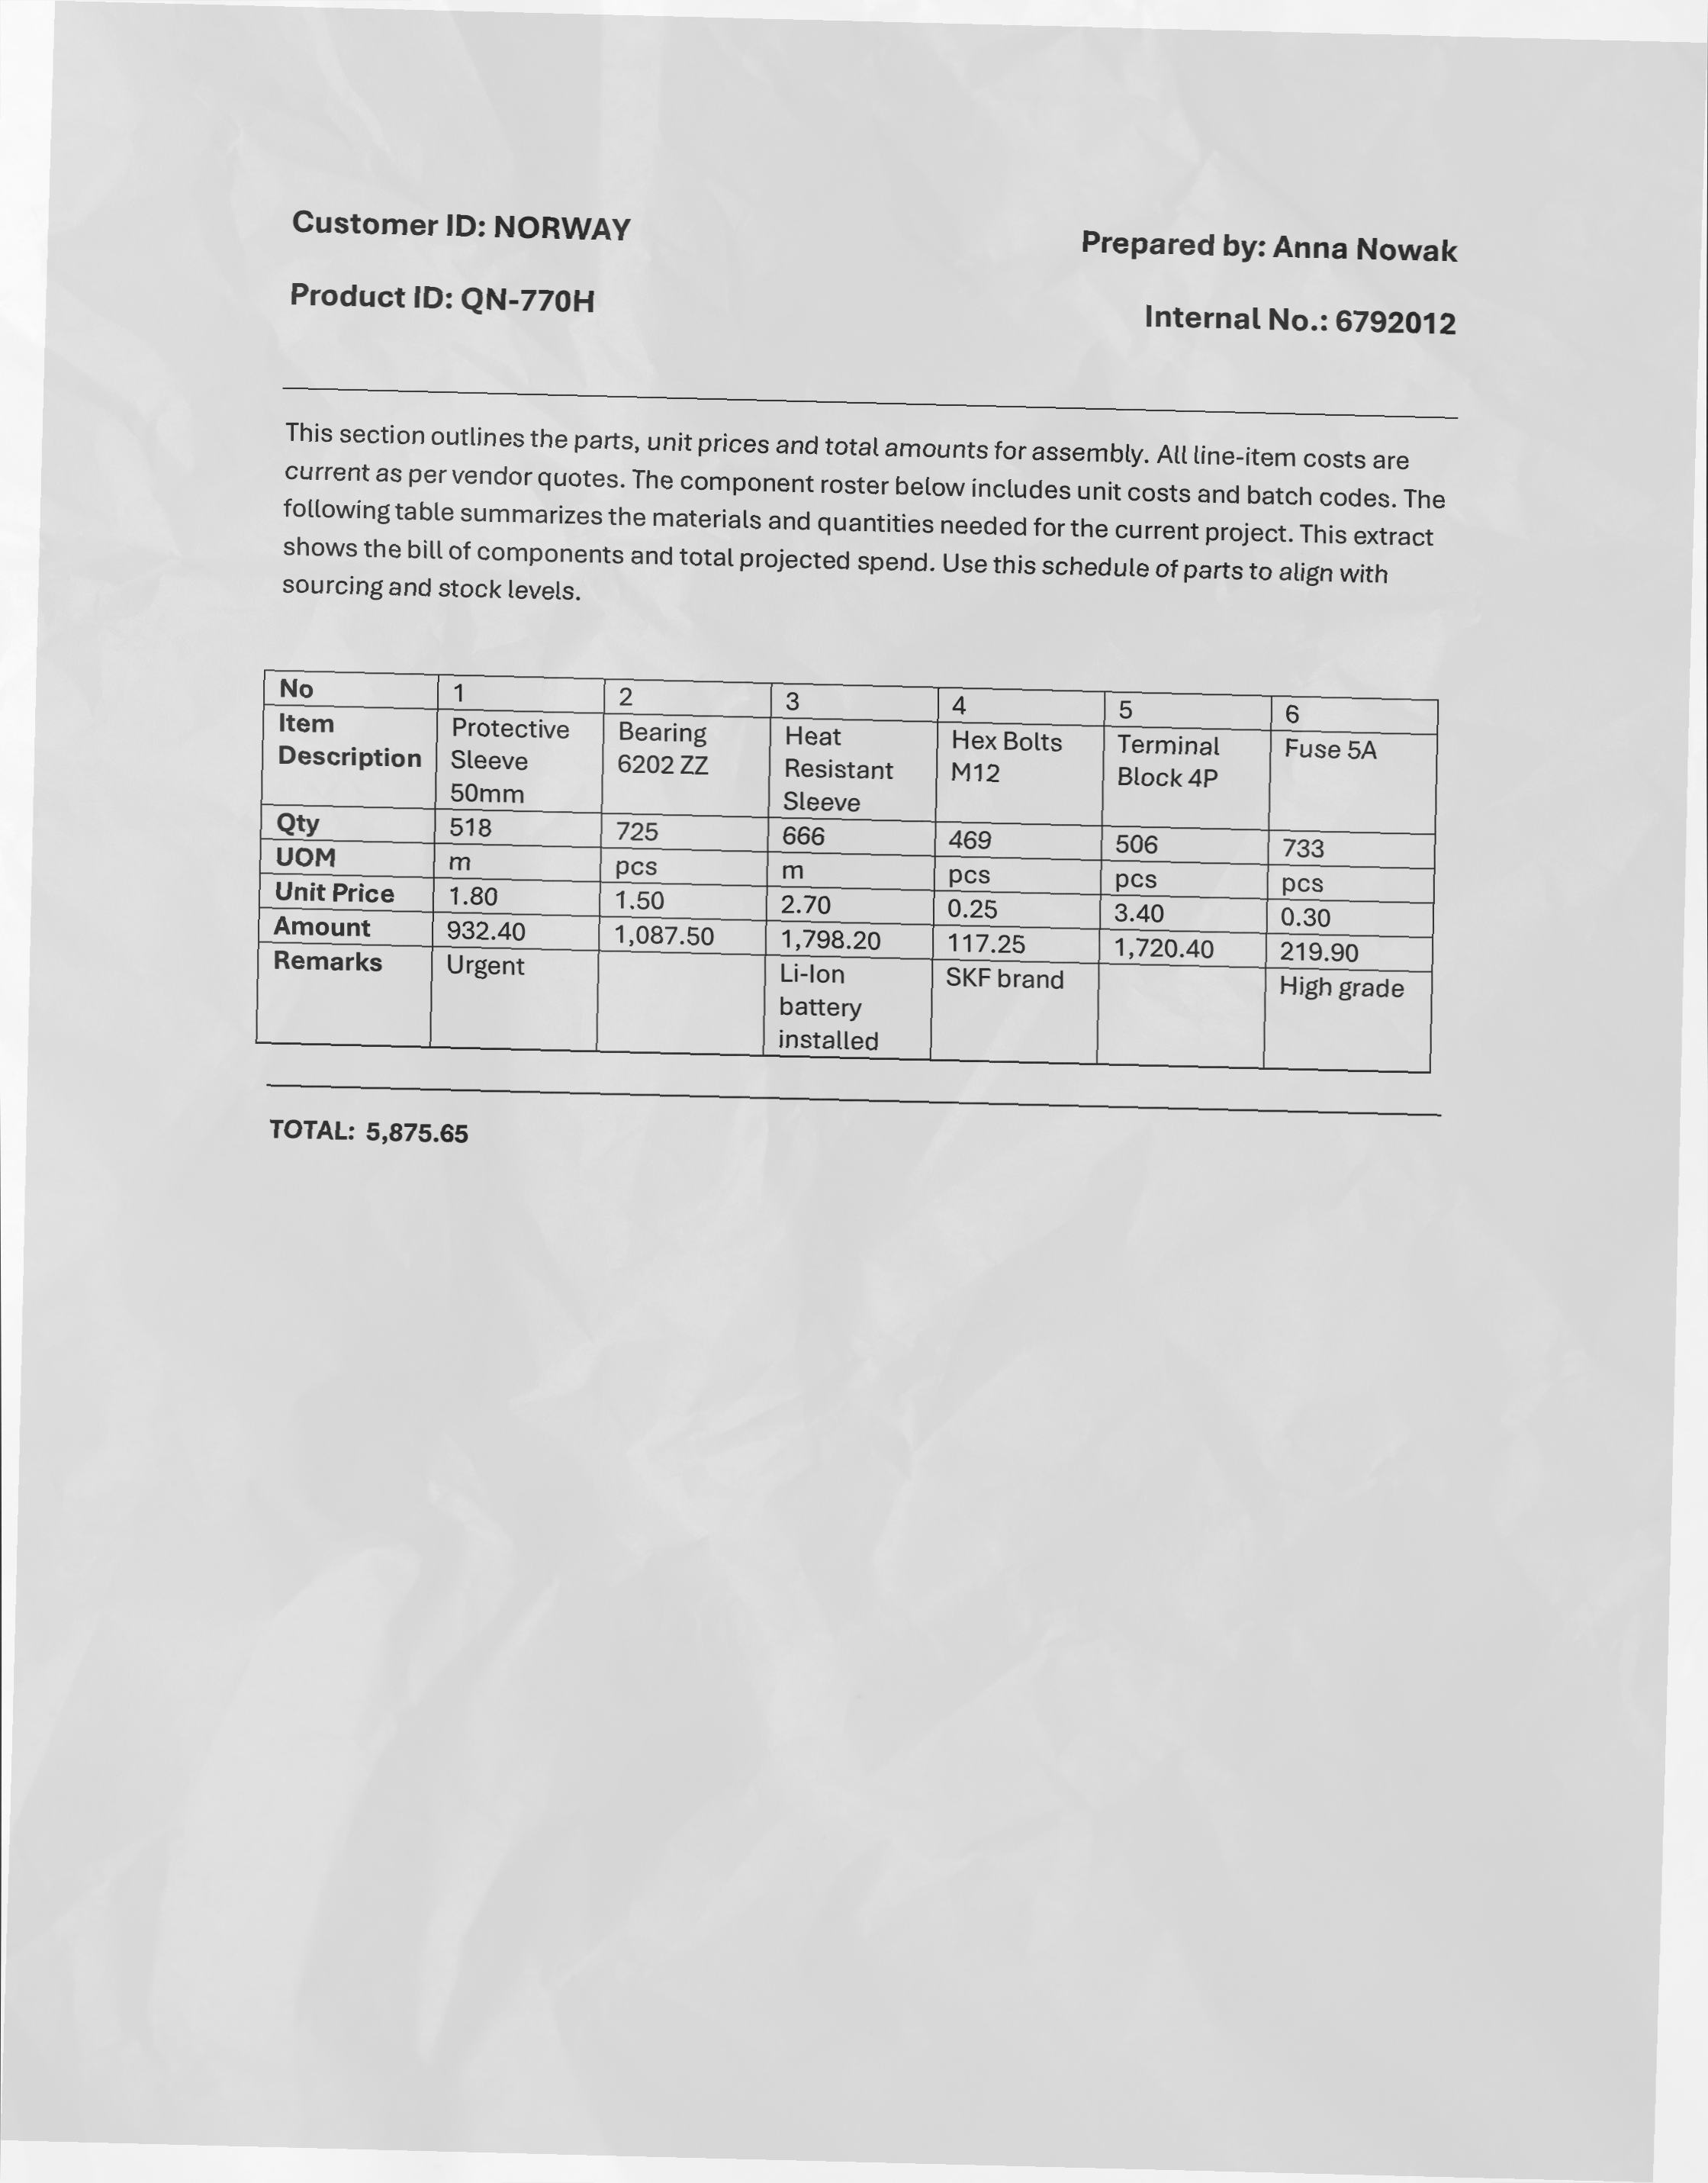 Customer ID: NORWAY
Prepared by: Anna Nowak
Product ID: QN-770H
Internal No.: 6792012
This section outlines the parts, unit prices and total amounts for assembly. All line-item costs are
current as per vendor quotes. The component roster below includes unit costs and batch codes. The
following table summarizes the materials and quantities needed for the current project. This extract
shows the bill of components and total projected spend. Use this schedule of parts to align with
sourcing and stock levels.
No 1 2 3 4 5 6
Item Protective Bearing Heat Hex Bolts Terminal Fuse 5A
Description Sleeve 6202 ZZ Resistant M12 Block 4P
50mm Sleeve
Qty 518 725 666 469 506 733
UOM m pcs m pcs pcs pcs
Unit Price 1.80 1.50 2.70 0.25 3.40 0.30
Amount 932.40 1,087.50 1,798.20 117.25 1,720.40 219.90
Remarks Urgent Li-Ion SKF brand High grade
battery
installed
TOTAL: 5,875.65